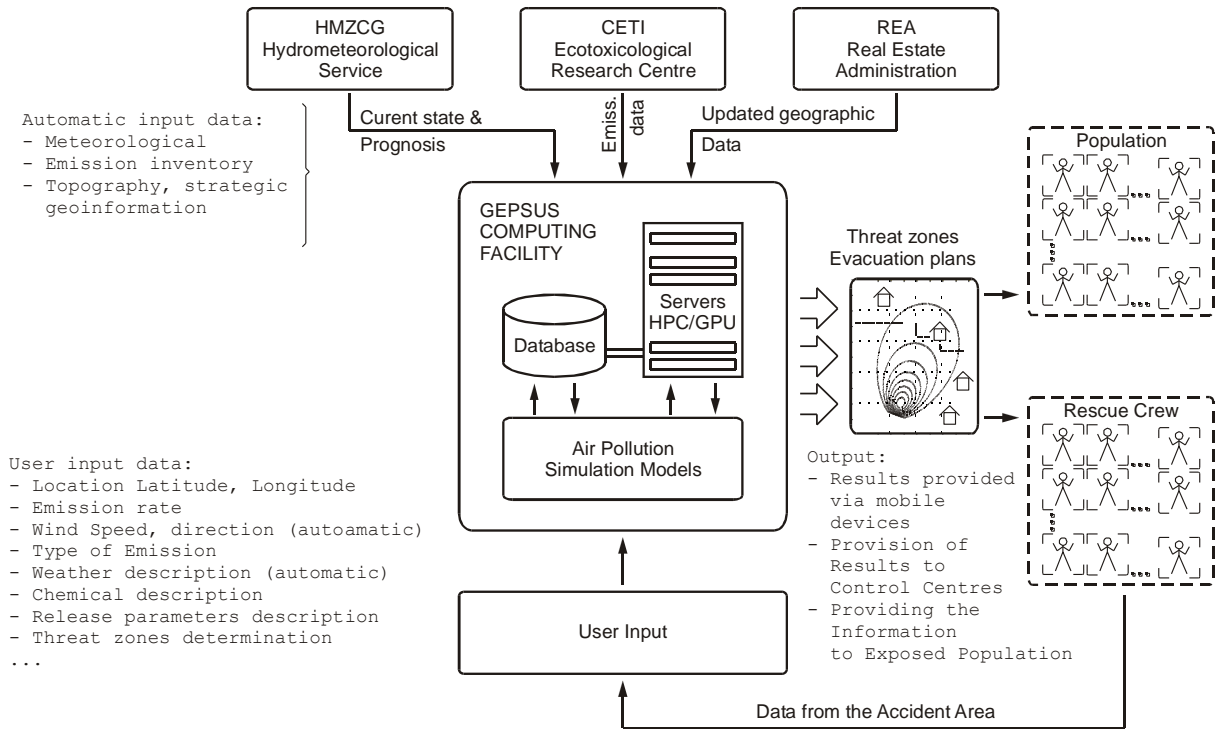 HMZCG
Hydrometeorological
Service
CETI
Ecotoxicological
Research Centre
REA
Real Estate
Administration
Automatic input data:
- Meteorological
- Emission inventory
- Topography, strategic
geoinformation
Curent state &
Prognosis
Emiss.
data
Updated geographic
Data
GEPSUS
COMPUTING
FACILITY
Servers
HPC/GPU
Database
Air Pollution
Simulation Models
Threat zones
Evacuation plans
Population
Rescue Crew
User input data:
- Location Latitude, Longitude
- Emission rate
- Wind Speed, direction (autoamatic)
- Type of Emission
- Weather description (automatic)
- Chemical description
- Release parameters description
- Threat zones determination
...
Output:
- Results provided
via mobile
devices
- Provision of
Results to
Control Centres
- Providing the
Information
to Exposed Population
User Input
Data from the Accident Area